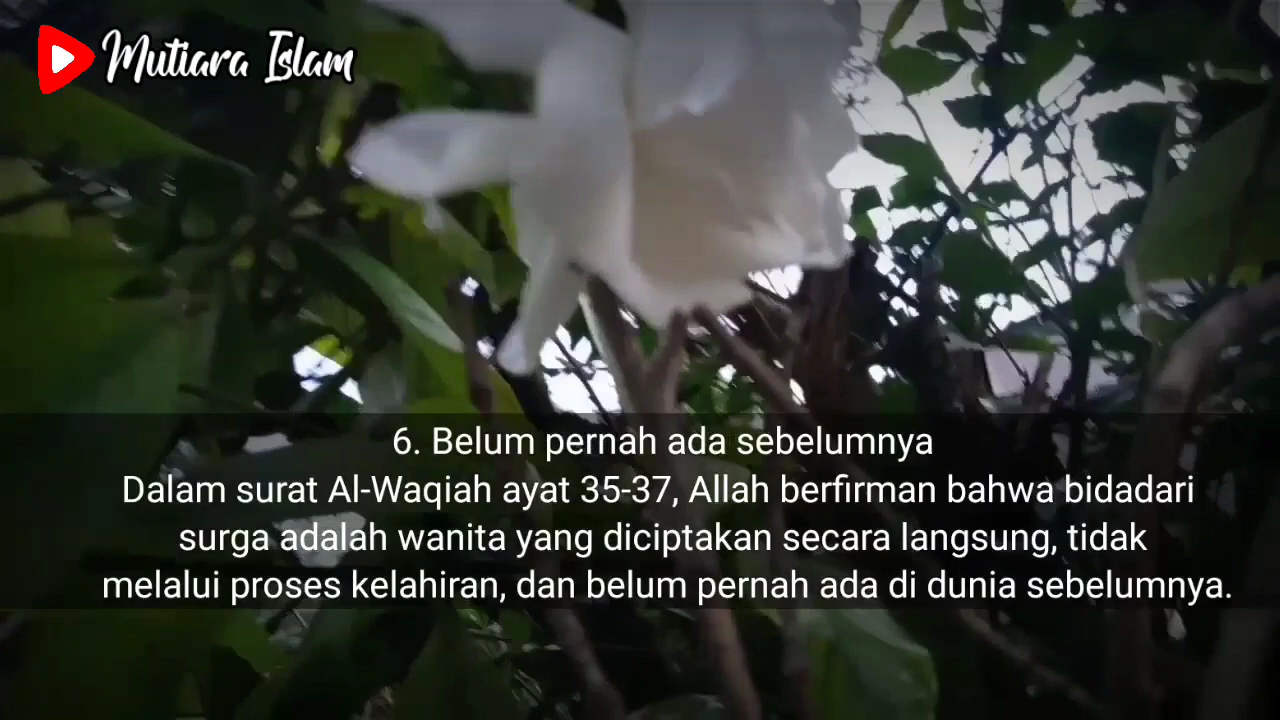 Mutiara Islam
6. Belum pernah ada sebelumnya
Dalam surat Al-Waqiah ayat 35-37, Allah berfirman bahwa bidadari
surga adalah wanita yang diciptakan secara langsung, tidak
melalui proses kelahiran, dan belum pernah ada di dunia sebelumnya.